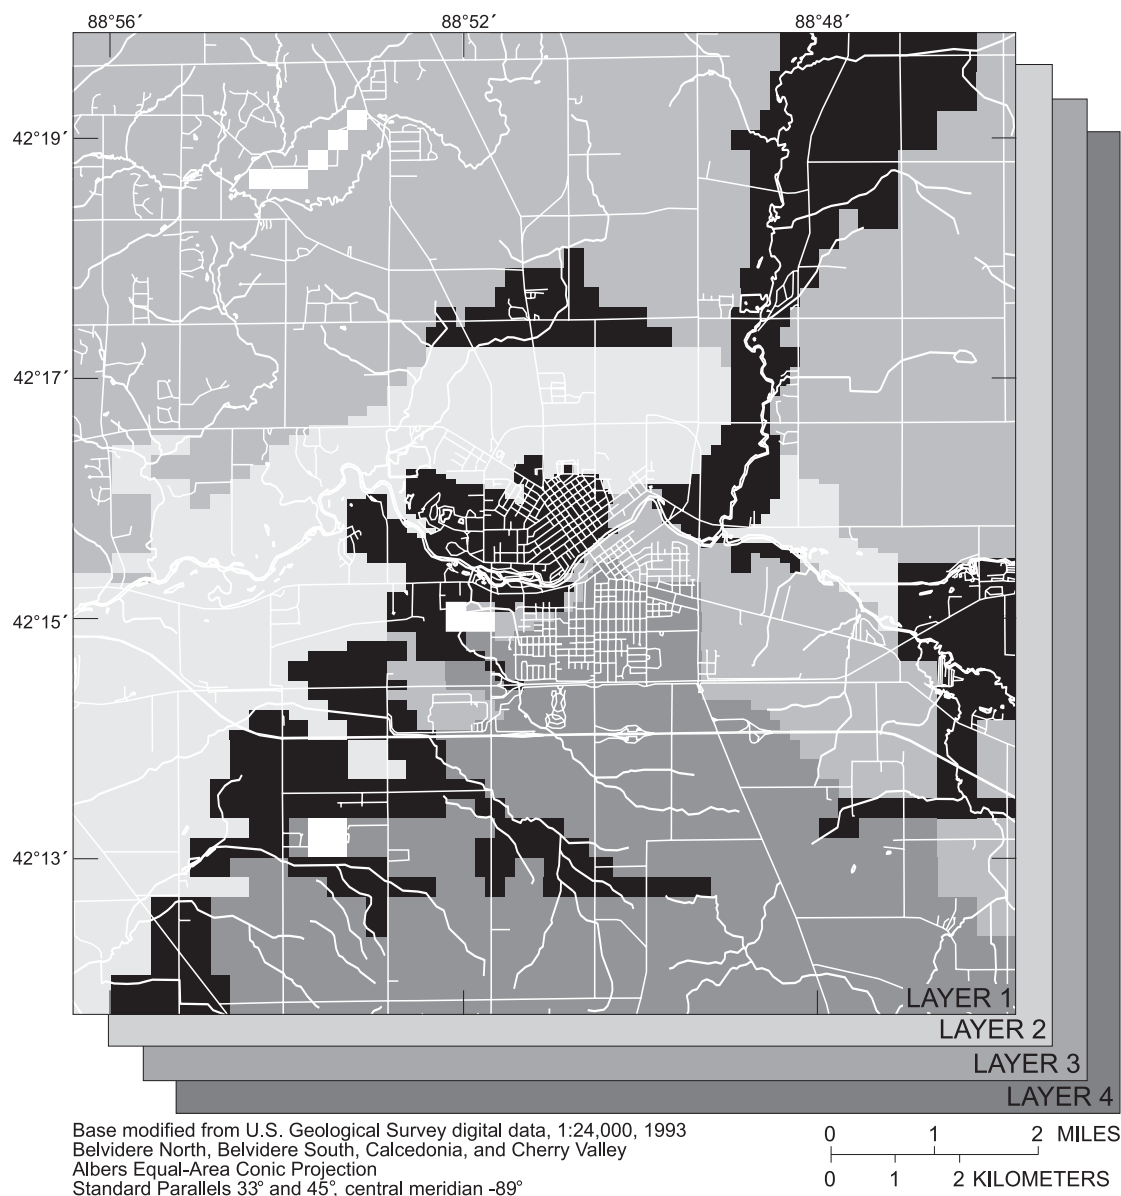 88°56′ 88°52′ 88°48′
42°19′
42°17′
42°15′
42°13′
LAYER 1
LAYER 2
LAYER 3
LAYER 4
Base modified from U.S. Geological Survey digital data, 1:24,000, 1993
Belvidere North, Belvidere South, Calcedonia, and Cherry Valley
Albers Equal-Area Conic Projection
Standard Parallels 33° and 45°, central meridian -89°
0 1 2 MILES
0 1 2 KILOMETERS